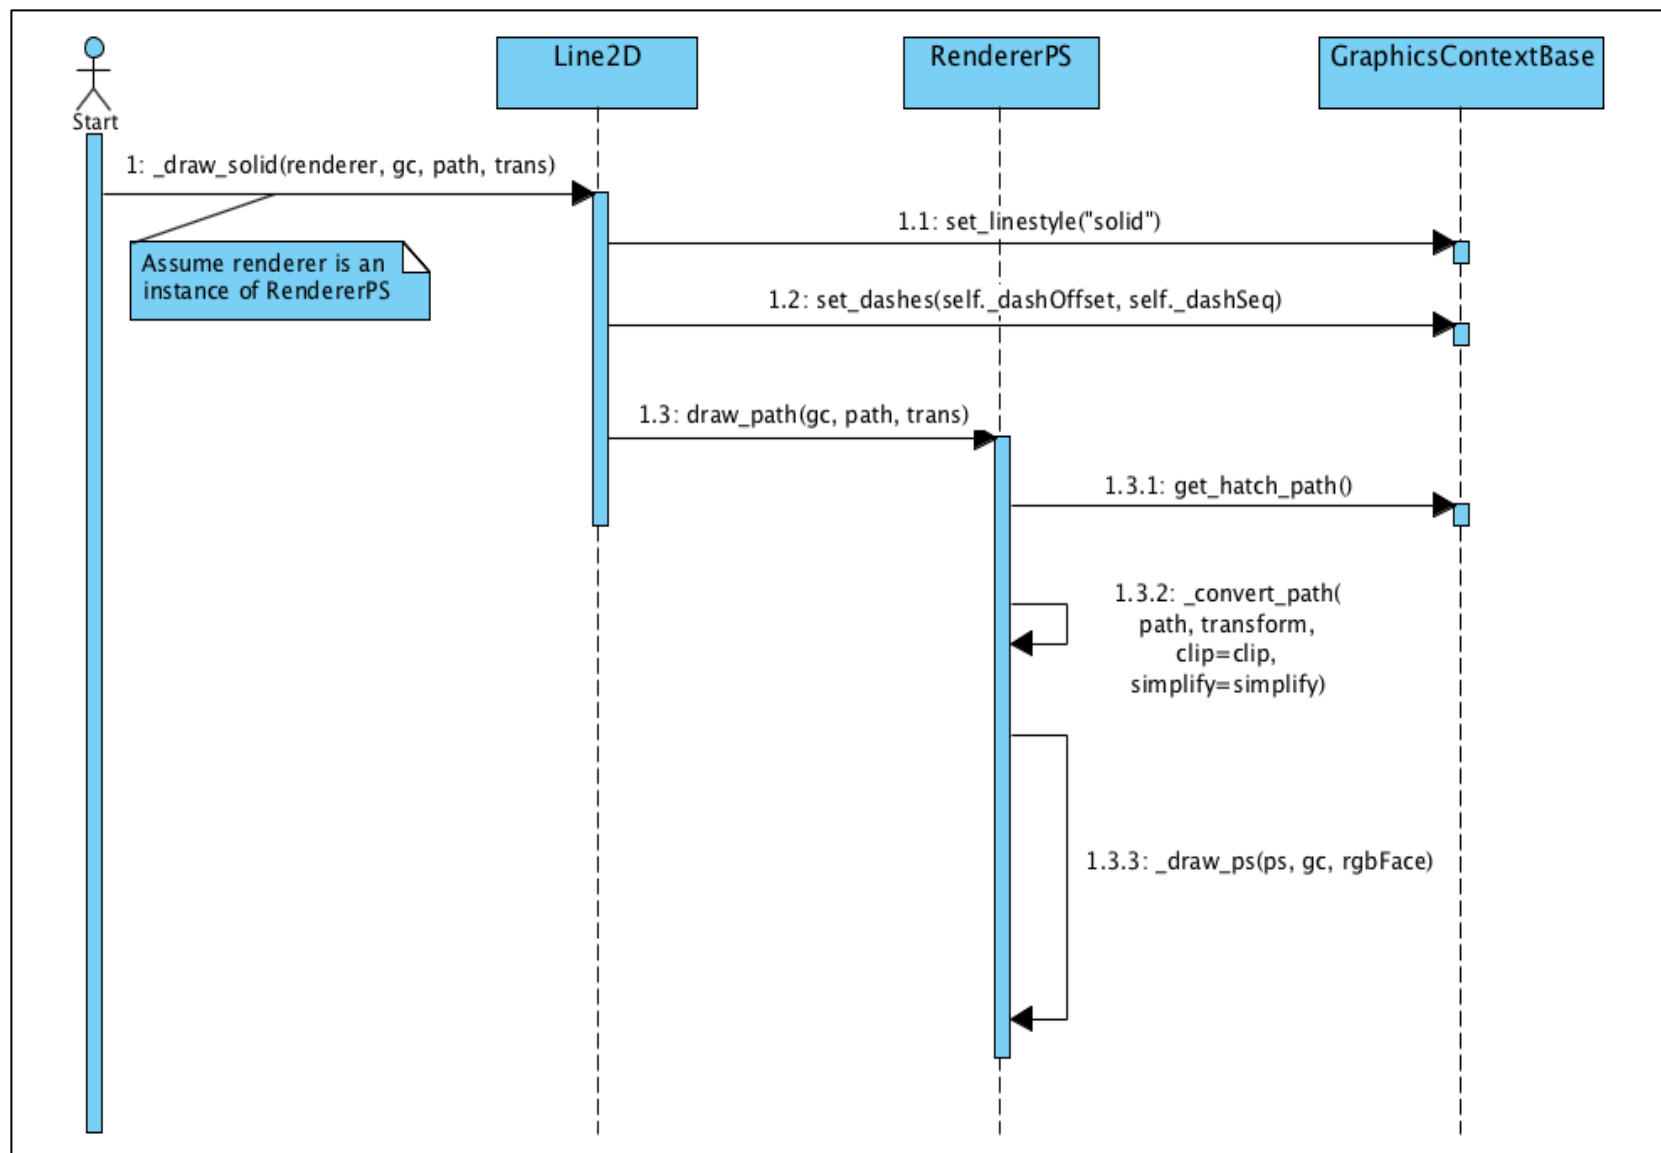 Line2D
RendererPS
GraphicsContextBase
Start
1: _draw_solid(renderer, gc, path, trans)
1.1: set_linestyle("solid")
Assume renderer is an
instance of RendererPS
1.2: set_dashes(self._dashOffset, self._dashSeq)
1.3: draw_path(gc, path, trans)
1.3.1: get_hatch_path()
1.3.2: _convert_path(
path, transform,
clip=clip,
simplify=simplify)
1.3.3: _draw_ps(ps, gc, rgbFace)